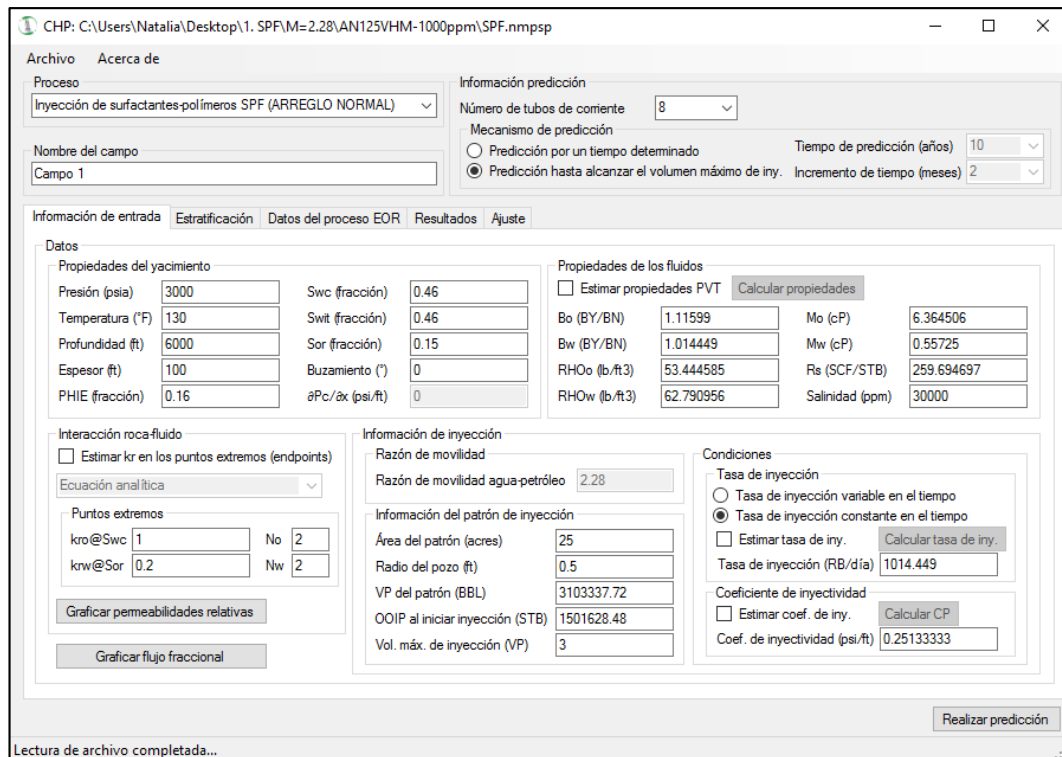 CHP: C:\Users\Natalia\Desktop\1. SPF\M=2.28\AN125VHM-1000ppm\SPF.nmpsp
Archivo Acerca de
Proceso
Inyección de surfactantes-polímeros SPF (ARREGLO NORMAL)
Nombre del campo
Campo 1
Información predicción
Número de tubos de corriente 8
Mecanismo de predicción
Predicción por un tiempo determinado
Predicción hasta alcanzar el volumen máximo de iny.
Tiempo de predicción (años) 10
Incremento de tiempo (meses) 2
Información de entrada Estratificación Datos del proceso EOR Resultados Ajuste
Datos
Propiedades del yacimiento
Presión (psia) 3000 Swc (fracción) 0.46
Temperatura (°F) 130 Swit (fracción) 0.46
Profundidad (ft) 6000 Sor (fracción) 0.15
Espesor (ft) 100 Buzamiento (°) 0
PHIE (fracción) 0.16 ∂Pc/∂x (psi/ft) 0
Propiedades de los fluidos
Estimar propiedades PVT Calcular propiedades
Bo (BY/BN) 1.11599 Mo (cP) 6.364506
Bw (BY/BN) 1.014449 Mw (cP) 0.55725
RHOo (lb/ft3) 53.444585 Rs (SCF/STB) 259.694697
RHOw (lb/ft3) 62.790956 Salinidad (ppm) 30000
Interacción roca-fluido
Estimar kr en los puntos extremos (endpoints)
Ecuación analítica
Puntos extremos
kro@Swc 1 No 2
krw@Sor 0.2 Nw 2
Graficar permeabilidades relativas
Graficar flujo fraccional
Información de inyección
Razón de movilidad
Razón de movilidad agua-petróleo 2.28
Información del patrón de inyección
Área del patrón (acres) 25
Radio del pozo (ft) 0.5
VP del patrón (BBL) 3103337.72
OOIP al iniciar inyección (STB) 1501628.48
Vol. máx. de inyección (VP) 3
Condiciones
Tasa de inyección
Tasa de inyección variable en el tiempo
Tasa de inyección constante en el tiempo
Estimar tasa de iny. Calcular tasa de iny.
Tasa de inyección (RB/día) 1014.449
Coeficiente de inyectividad
Estimar coef. de iny. Calcular CP
Coef. de inyectividad (psi/ft) 0.25133333
Realizar predicción
Lectura de archivo completada...